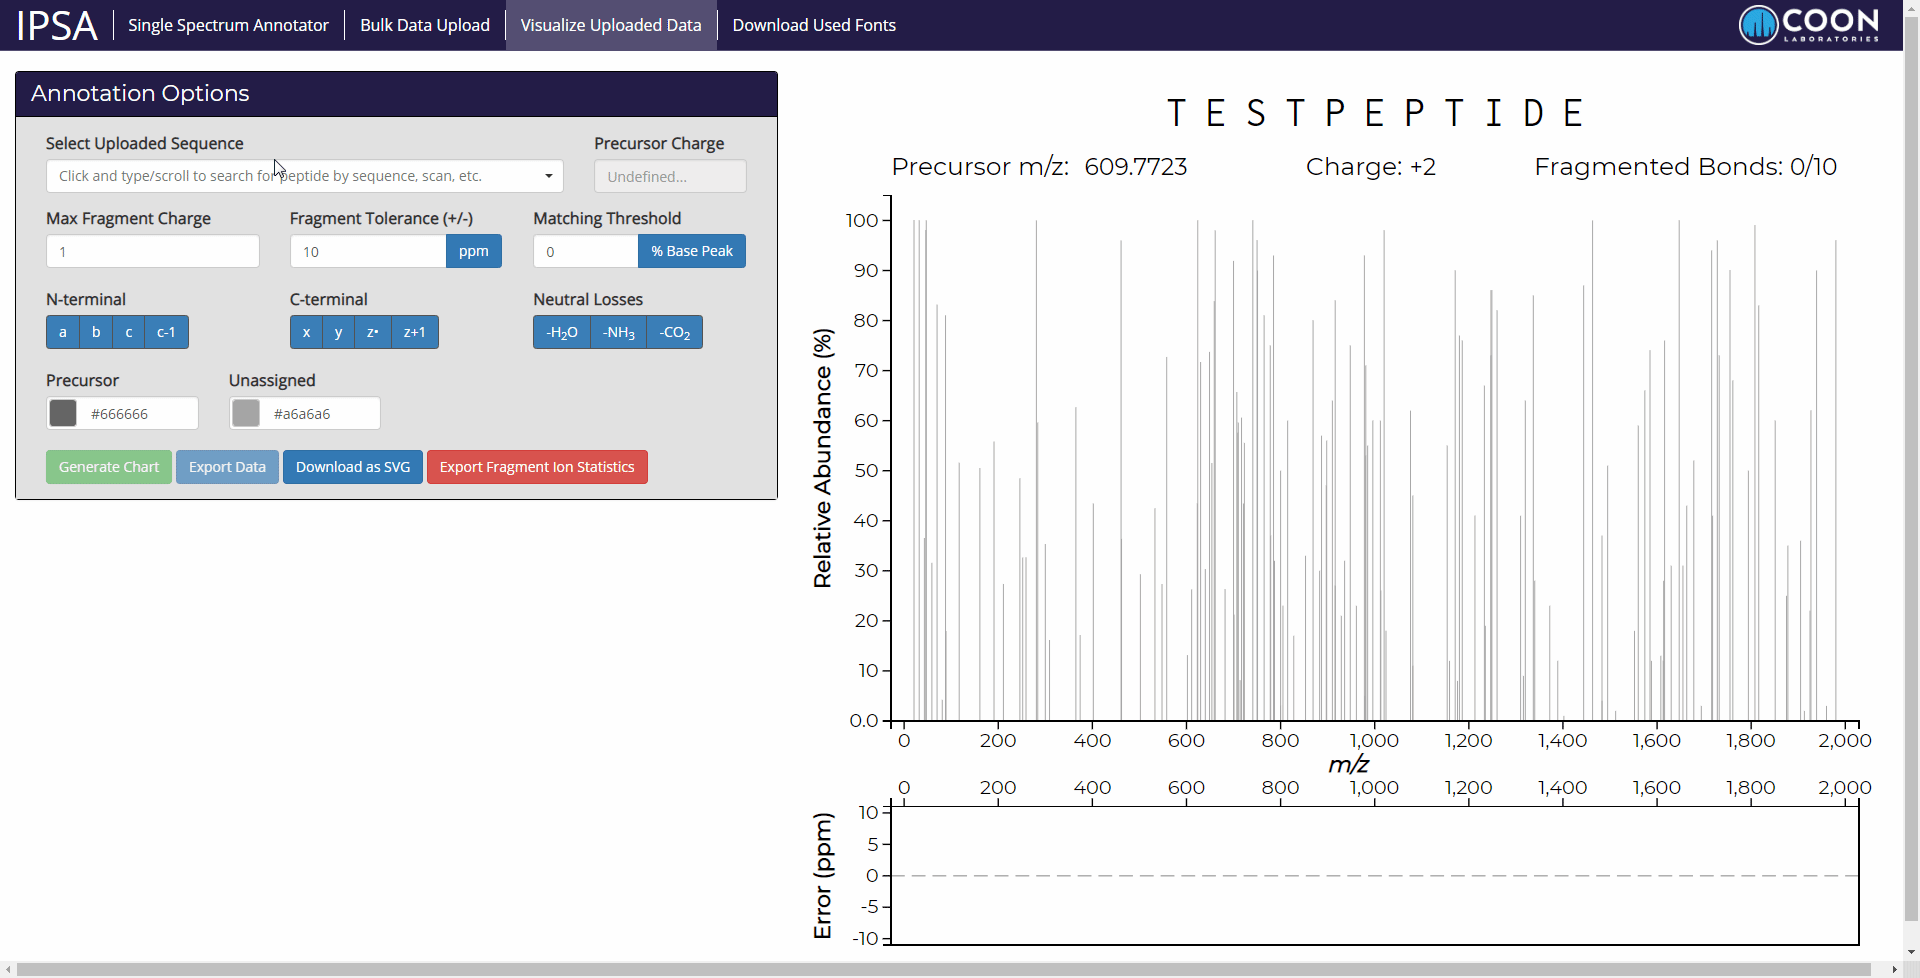 IPSA Single Spectrum Annotator Bulk Data Upload Visualize Uploaded Data Download Used Fonts COON LABORATORIES
Annotation Options
Select Uploaded Sequence Precursor Charge
Click and type/scroll to search for peptide by sequence, scan, etc. Undefined...
Max Fragment Charge Fragment Tolerance (+/-) Matching Threshold
1 10 ppm 0 % Base Peak
N-terminal C-terminal Neutral Losses
a b c c-1 x y z• z+1 -H2O -NH3 -CO2
Precursor Unassigned
#666666 #a6a6a6
Generate Chart Export Data Download as SVG Export Fragment Ion Statistics
TESTPEPTIDE
Precursor m/z: 609.7723 Charge: +2 Fragmented Bonds: 0/10
Relative Abundance (%)
100
90
80
70
60
50
40
30
20
10
0.0
0 200 400 600 800 1,000 1,200 1,400 1,600 1,800 2,000
m/z
0 200 400 600 800 1,000 1,200 1,400 1,600 1,800 2,000
Error (ppm)
10
5
0
-5
-10